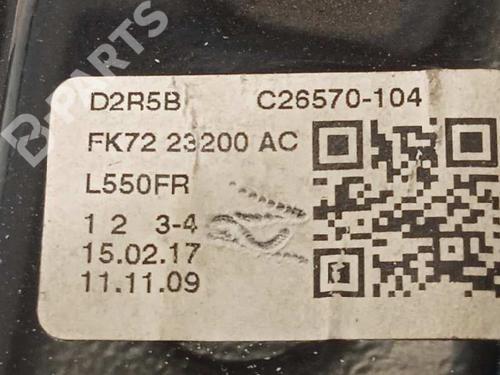 B-PARTS
D2R5B C26570-104
FK72 23200 AC
L550FR
1 2 3-4
15.02.17
11.11.09